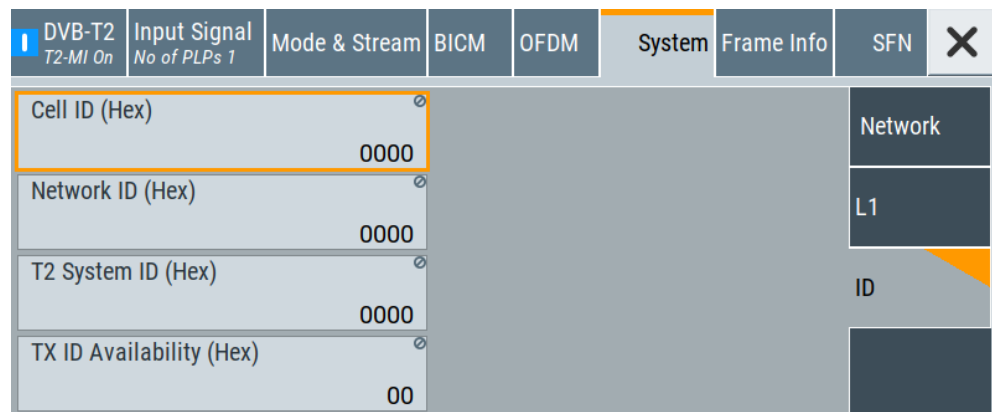 DVB-T2
T2-MI On
Input Signal
No of PLPs 1
Mode & Stream
BICM
OFDM
System
Frame Info
SFN
Cell ID (Hex)
0000
Network ID (Hex)
0000
T2 System ID (Hex)
0000
TX ID Availability (Hex)
00
Network
L1
ID